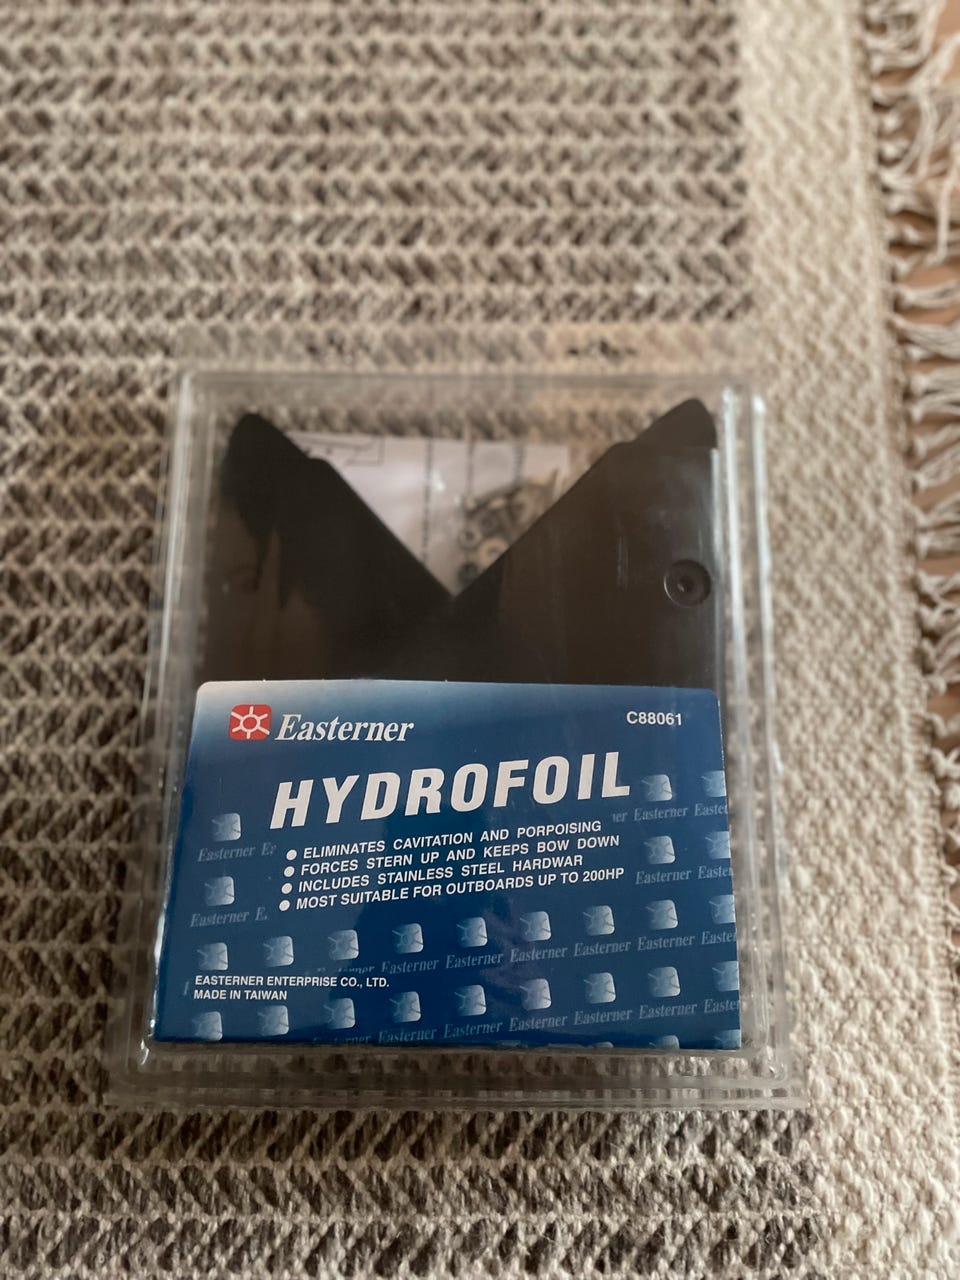 Easterner
C88061
HYDROFOIL
● ELIMINATES CAVITATION AND PORPOISING
● FORCES STERN UP AND KEEPS BOW DOWN
● INCLUDES STAINLESS STEEL HARDWAR
● MOST SUITABLE FOR OUTBOARDS UP TO 200HP
EASTERNER ENTERPRISE CO., LTD.
MADE IN TAIWAN